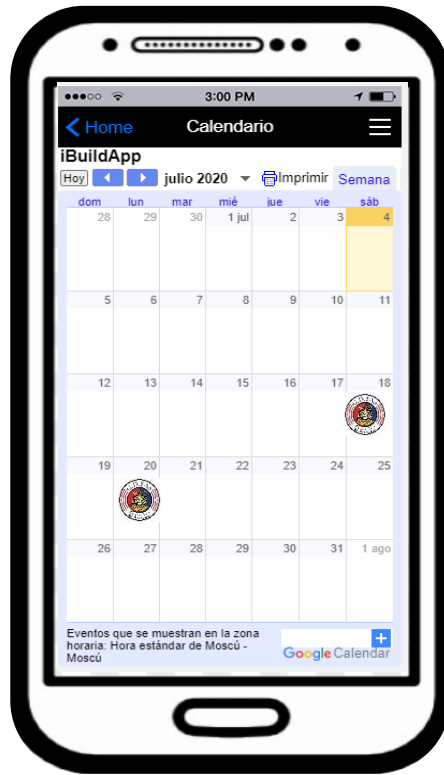 3:00 PM
Home Calendario
iBuildApp
Hoy julio 2020 Imprimir Semana
dom lun mar mié jue vie sáb
28 29 30 1 jul 2 3 4
5 6 7 8 9 10 11
12 13 14 15 16 17 18
19 20 21 22 23 24 25
26 27 28 29 30 31 1 ago
Eventos que se muestran en la zona
horaria: Hora estándar de Moscú -
Moscú
Google Calendar